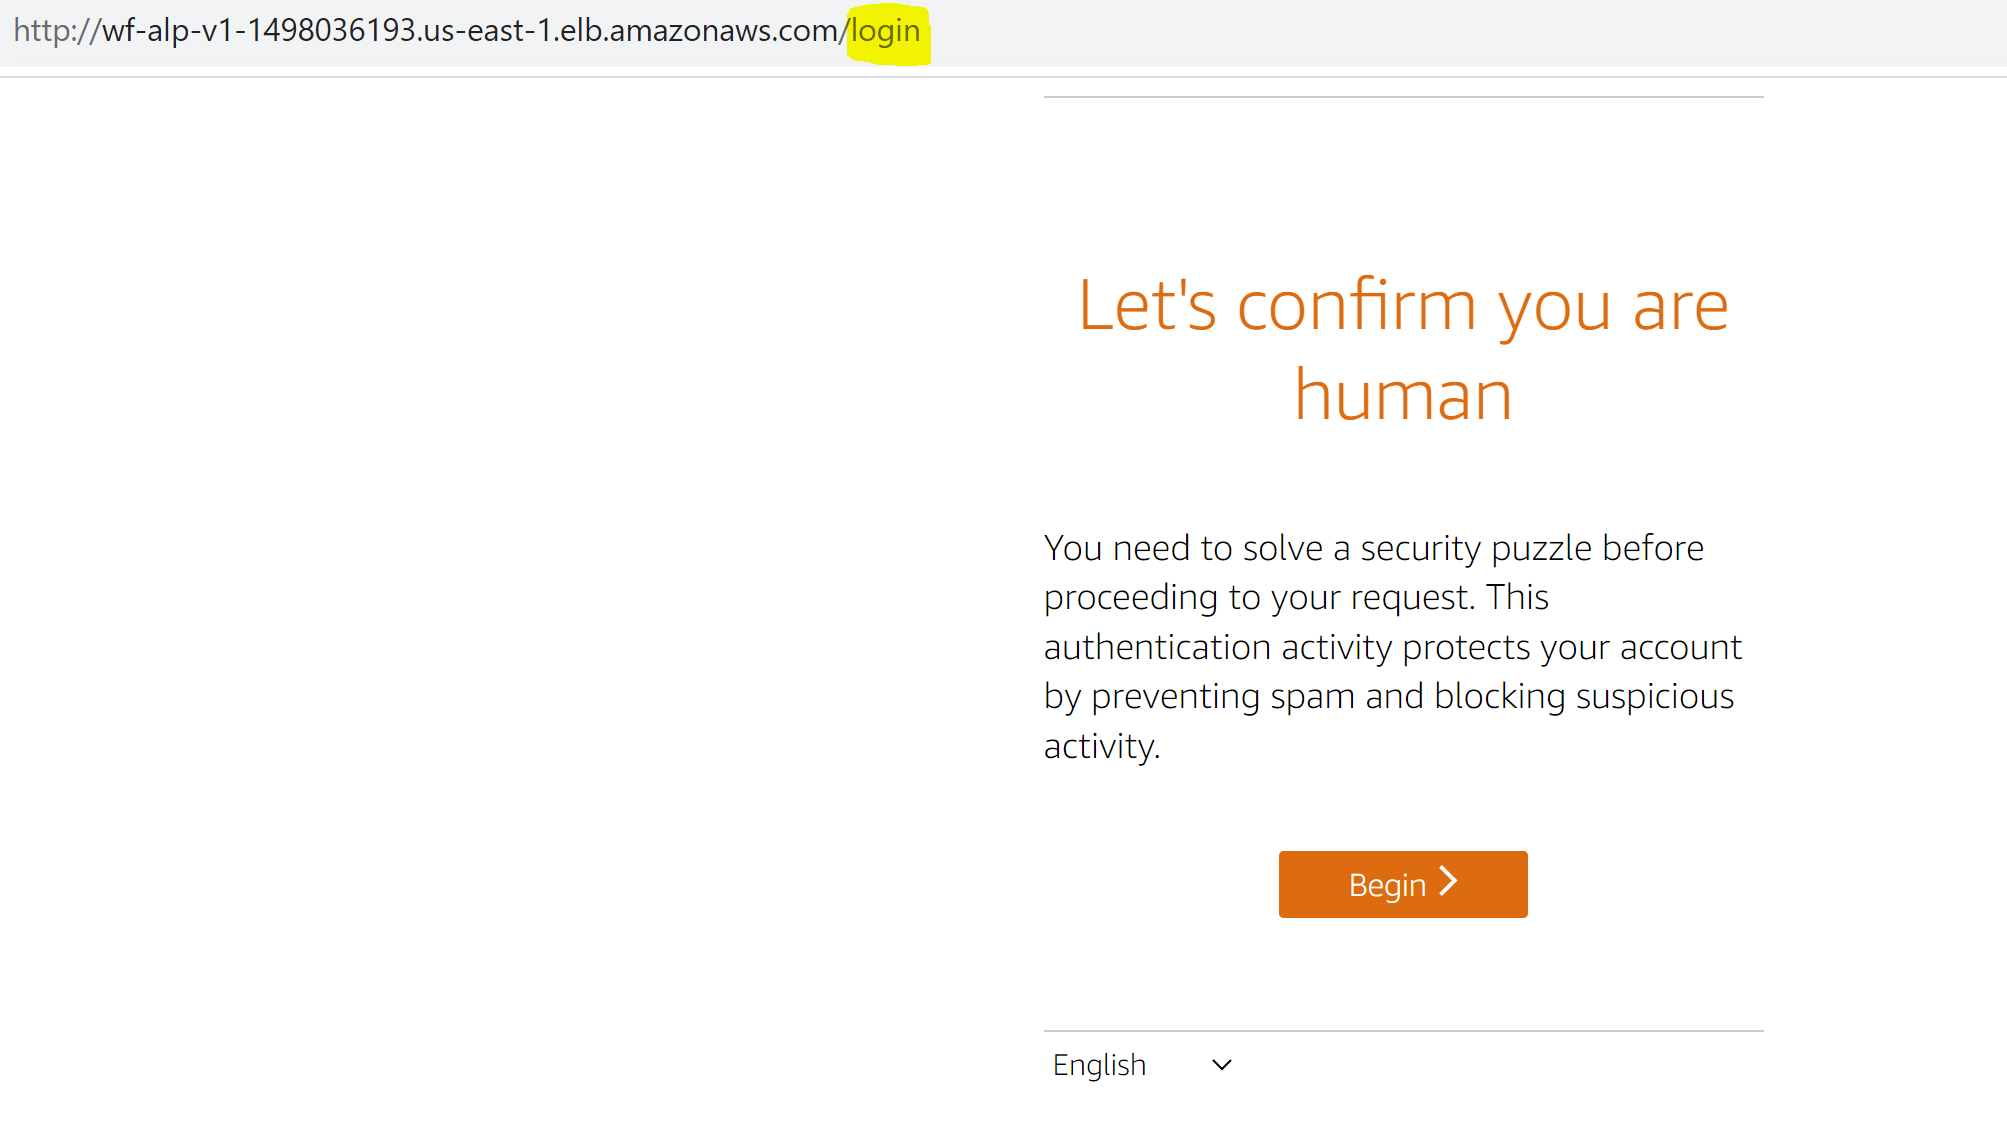 http://wf-alp-v1-1498036193.us-east-1.elb.amazonaws.com/login
Let's confirm you are
human
You need to solve a security puzzle before
proceeding to your request. This
authentication activity protects your account
by preventing spam and blocking suspicious
activity.
Begin
English